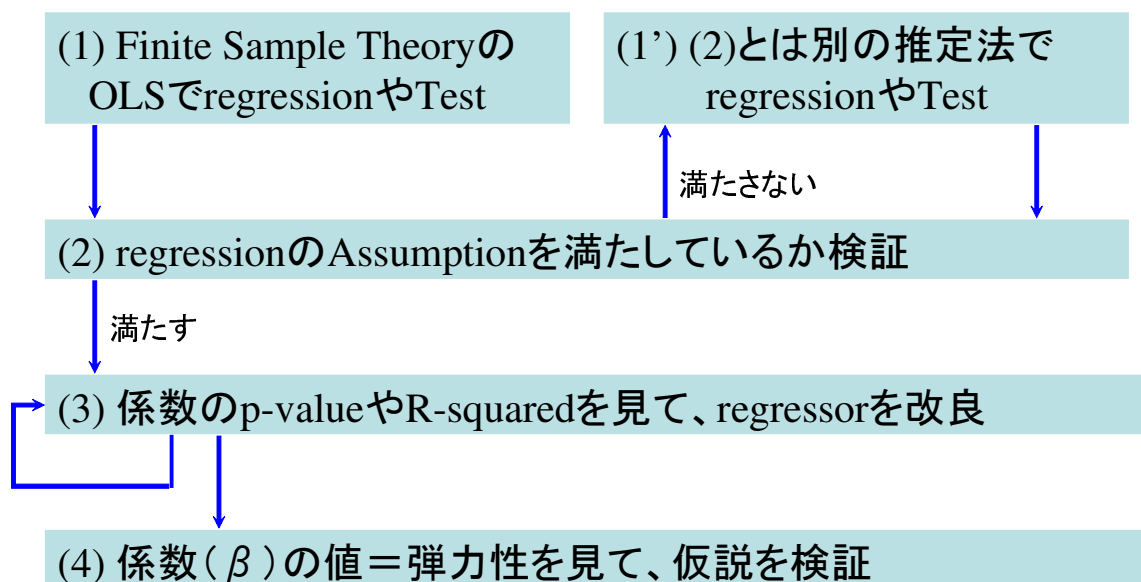 (1) Finite Sample Theoryの
OLSでregressionやTest
(1’) (2)とは別の推定法で
regressionやTest
満たさない
(2) regressionのAssumptionを満たしているか検証
満たす
(3) 係数のp-valueやR-squaredを見て、regressorを改良
(4) 係数(β)の値=弾力性を見て、仮説を検証